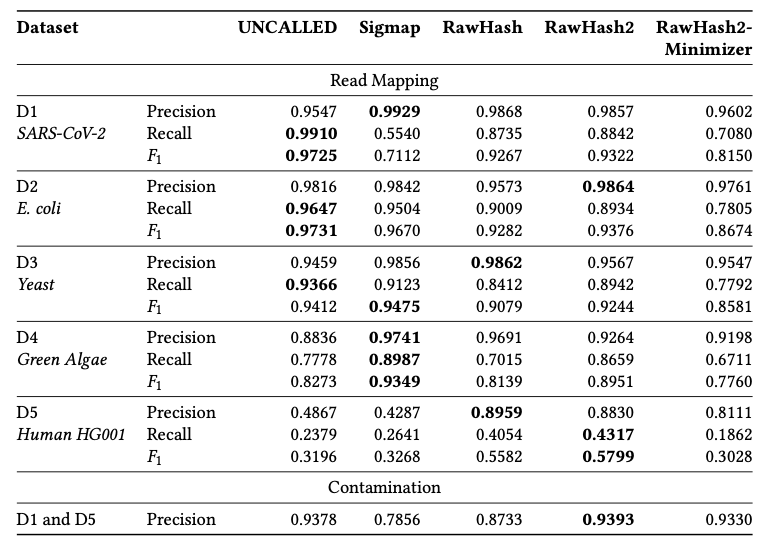 Dataset UNCALLED Sigmap RawHash RawHash2 RawHash2-
Minimizer
Read Mapping
D1 Precision 0.9547 0.9929 0.9868 0.9857 0.9602
SARS-CoV-2 Recall 0.9910 0.5540 0.8735 0.8842 0.7080
F1 0.9725 0.7112 0.9267 0.9322 0.8150
D2 Precision 0.9816 0.9842 0.9573 0.9864 0.9761
E. coli Recall 0.9647 0.9504 0.9009 0.8934 0.7805
F1 0.9731 0.9670 0.9282 0.9376 0.8674
D3 Precision 0.9459 0.9856 0.9862 0.9567 0.9547
Yeast Recall 0.9366 0.9123 0.8412 0.8942 0.7792
F1 0.9412 0.9475 0.9079 0.9244 0.8581
D4 Precision 0.8836 0.9741 0.9691 0.9264 0.9198
Green Algae Recall 0.7778 0.8987 0.7015 0.8659 0.6711
F1 0.8273 0.9349 0.8139 0.8951 0.7760
D5 Precision 0.4867 0.4287 0.8959 0.8830 0.8111
Human HG001 Recall 0.2379 0.2641 0.4054 0.4317 0.1862
F1 0.3196 0.3268 0.5582 0.5799 0.3028
Contamination
D1 and D5 Precision 0.9378 0.7856 0.8733 0.9393 0.9330